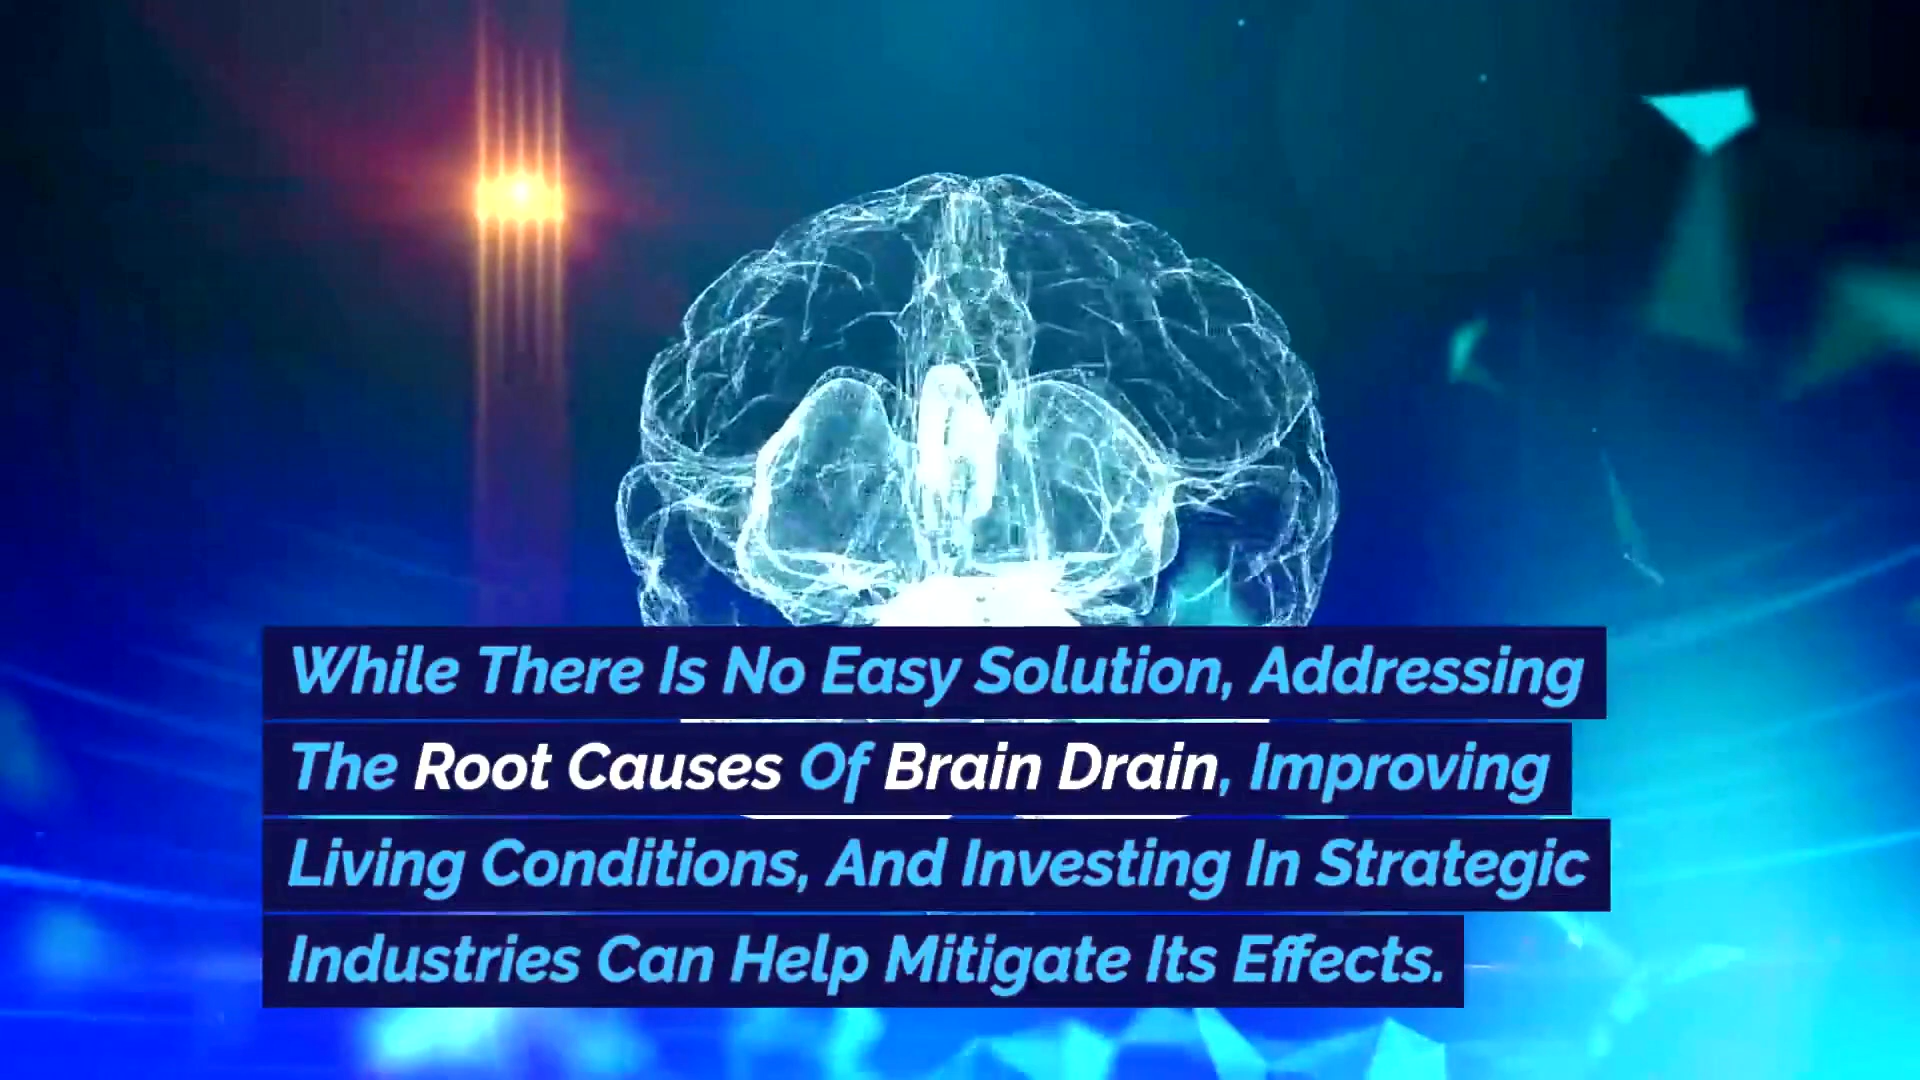 While There Is No Easy Solution, Addressing
The Root Causes Of Brain Drain, Improving
Living Conditions, And Investing In Strategic
Industries Can Help Mitigate Its Effects.